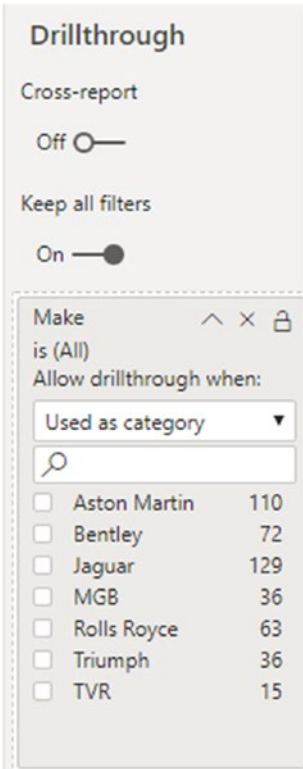 Drillthrough
Cross-report
Off
Keep all filters
On
Make
is (All)
Allow drillthrough when:
Used as category
Aston Martin 110
Bentley 72
Jaguar 129
MGB 36
Rolls Royce 63
Triumph 36
TVR 15